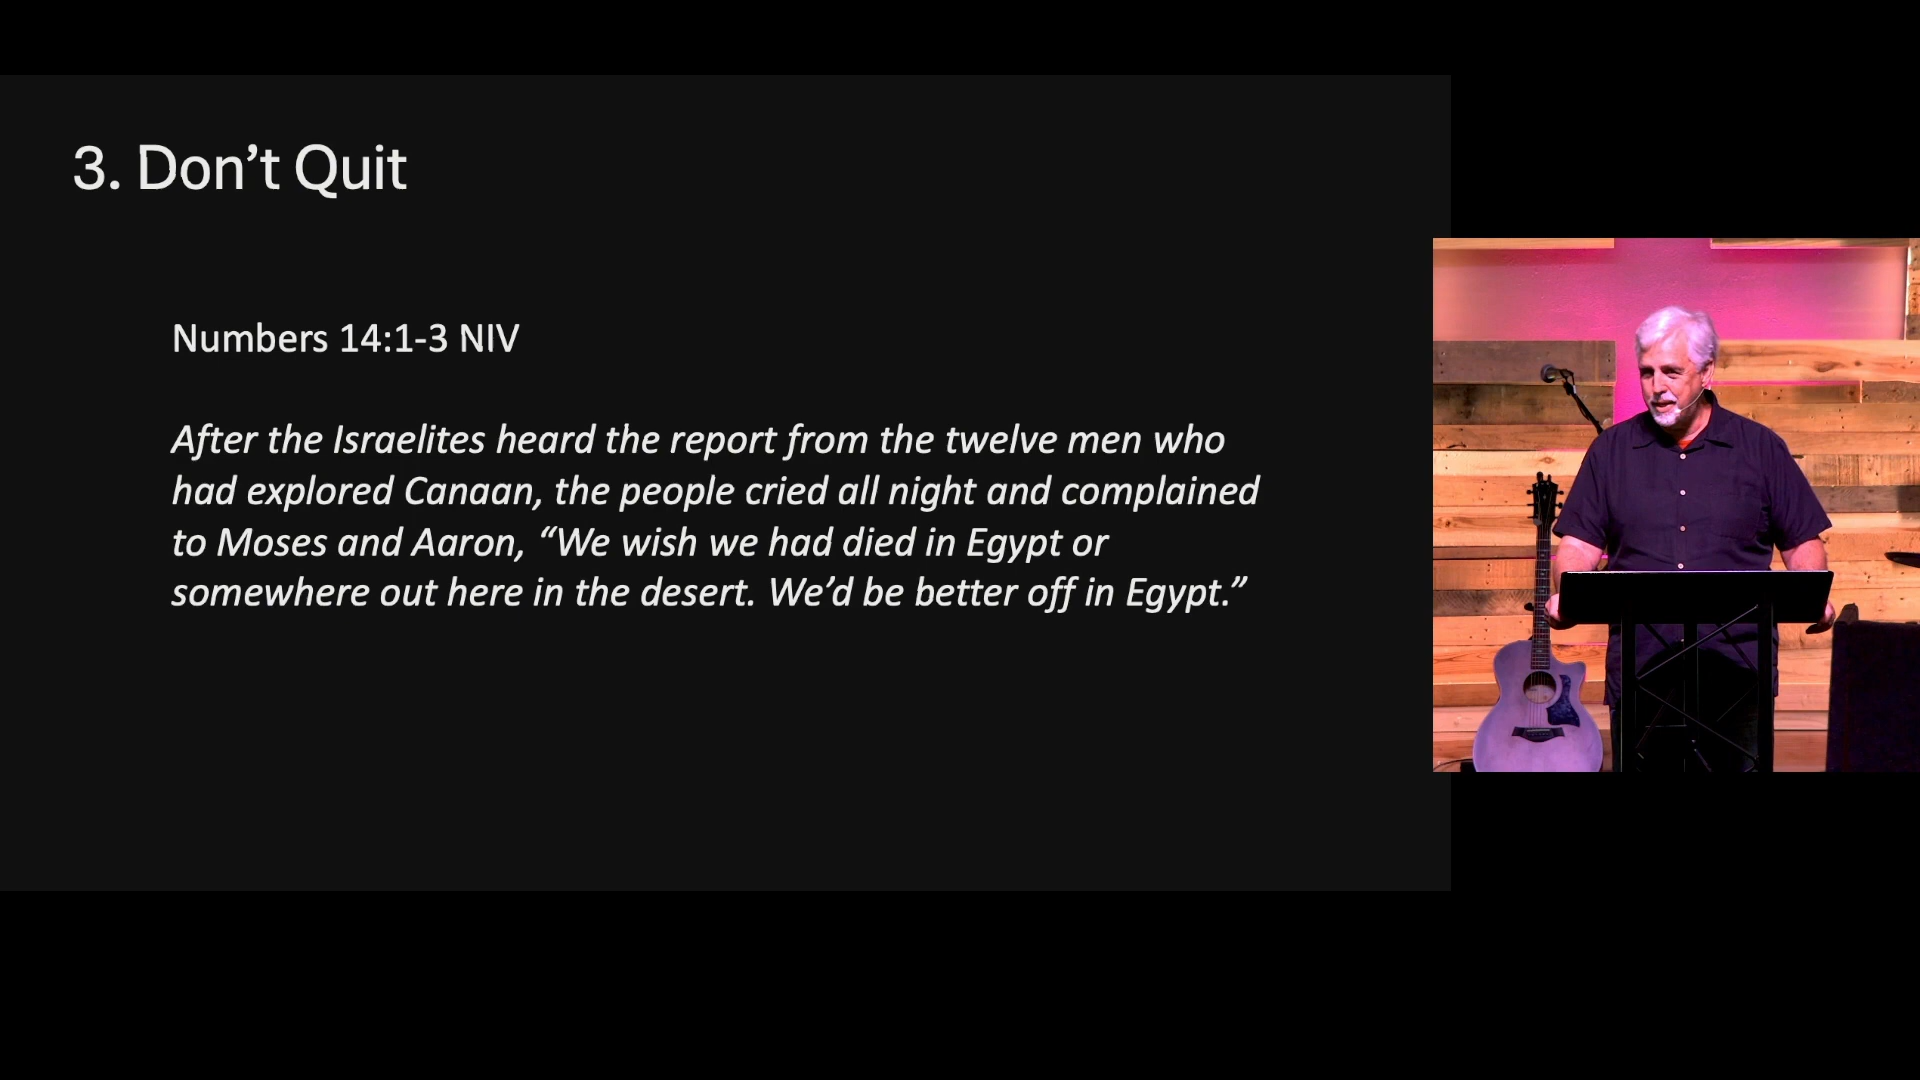 3. Don’t Quit
Numbers 14:1-3 NIV
After the Israelites heard the report from the twelve men who
had explored Canaan, the people cried all night and complained
to Moses and Aaron, “We wish we had died in Egypt or
somewhere out here in the desert. We’d be better off in Egypt.”